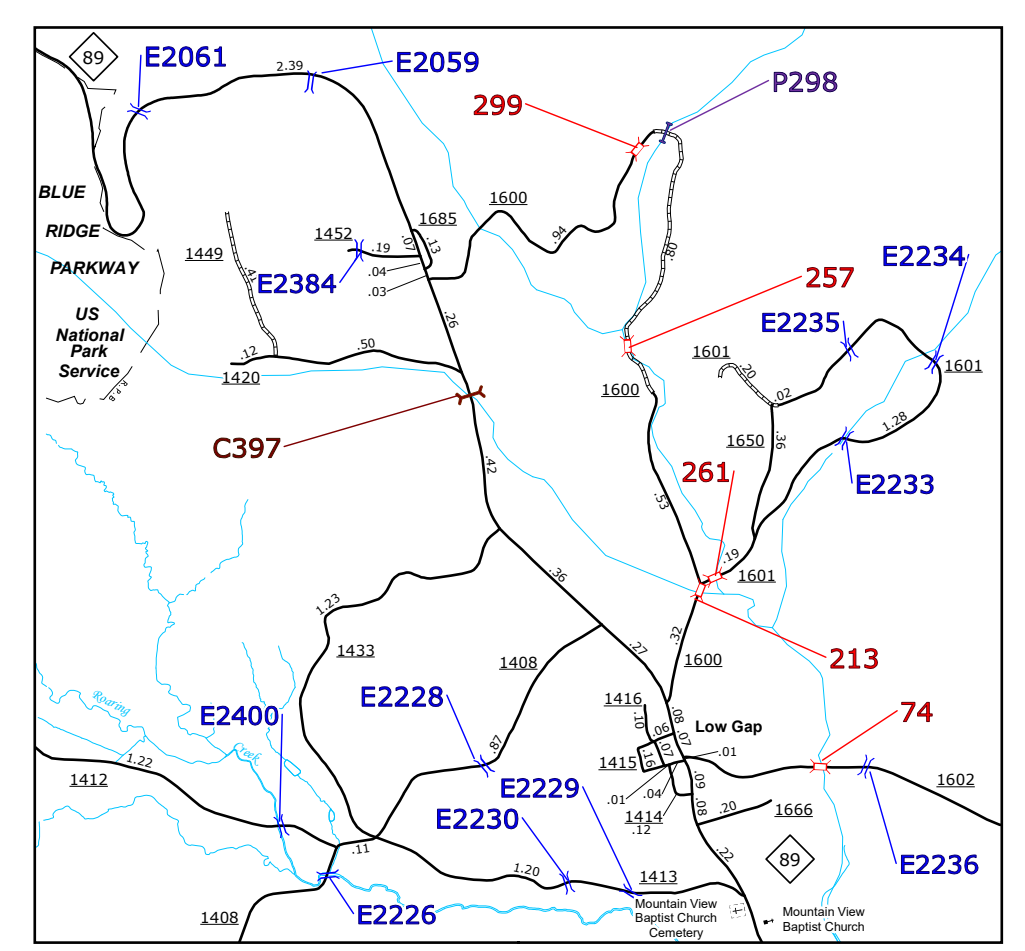 89
E2061
2.39
E2059
P298
299
BLUE
RIDGE
PARKWAY
US
National
Park
Service
R.P.B
1449
.41
1452
.19
E2384
1685
.07
.13
.04
.03
1600
.94
.80
257
E2234
E2235
1601
.20
.02
1601
.26
.12
.50
1420
1600
1650
.36
1.28
C397
.42
261
E2233
.53
.19
1601
.36
1.23
1433
1408
.27
.32
1600
213
Roaring
Creek
E2400
E2228
.87
1416
.10
.06
.08
.07
Low Gap
74
1415
.16
.07
.01
1412
1.22
E2229
.01
.04
.09
.08
1602
E2230
1414
.12
.20
1666
.11
1.20
1413
.22
89
E2236
1408
E2226
Mountain View
Baptist Church
Cemetery
Mountain View
Baptist Church